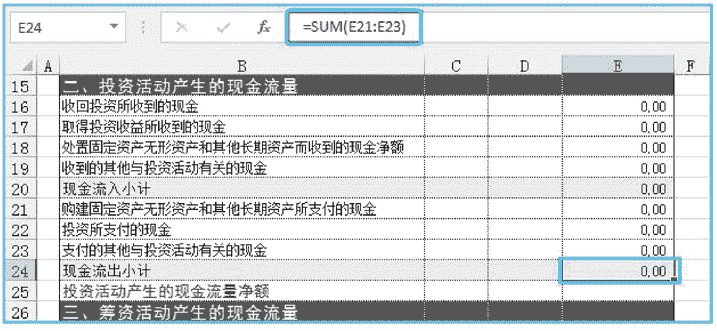 E24 fx =SUM(E21:E23)
A B C D E F
15 二、投资活动产生的现金流量
16 收回投资所收到的现金 0.00
17 取得投资收益所收到的现金 0.00
18 处置固定资产无形资产和其他长期资产而收到的现金净额 0.00
19 收到的其他与投资活动有关的现金 0.00
20 现金流入小计 0.00
21 购建固定资产无形资产和其他长期资产所支付的现金 0.00
22 投资所支付的现金 0.00
23 支付的其他与投资活动有关的现金 0.00
24 现金流出小计 0.00
25 投资活动产生的现金流量净额
26 三、筹资活动产生的现金流量